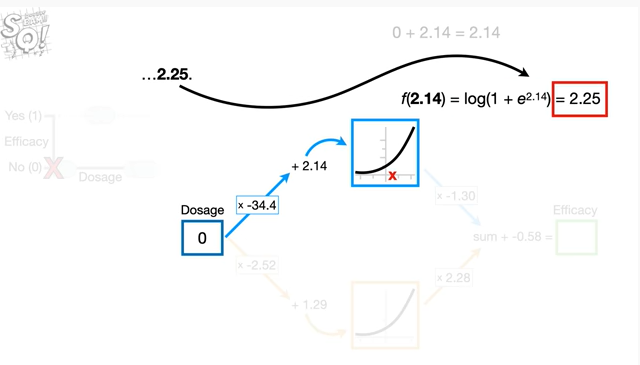 StatQuest!
0 + 2.14 = 2.14
...2.25.
f(2.14) = log(1 + e^2.14) = 2.25
Yes (1)
Efficacy
No (0)
X
Dosage
+ 2.14
x
x -34.4
x -1.30
Dosage
0
Efficacy
sum + -0.58 =
x -2.52
x 2.28
+ 1.29